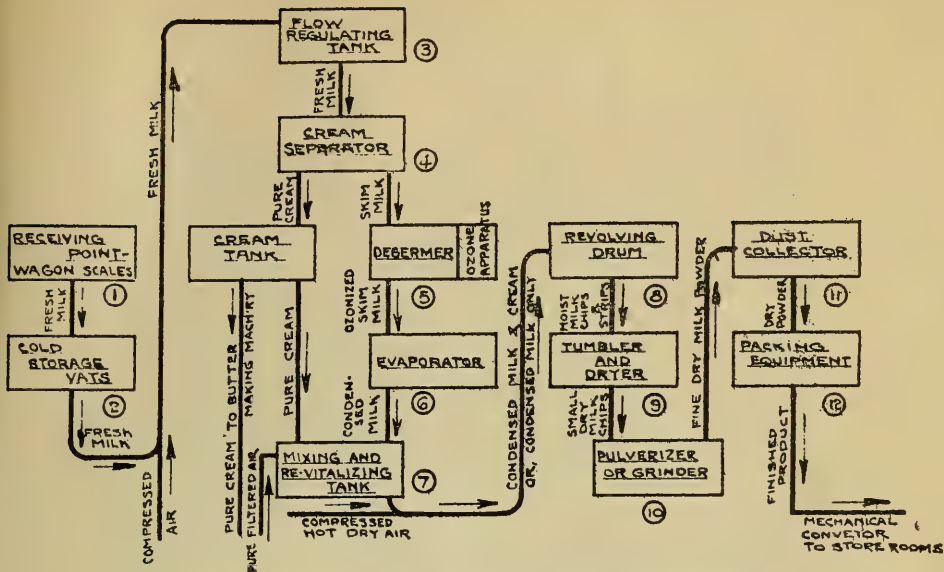 RECEIVING
POINT-
WAGON SCALES
①
FRESH MILK
COLD
STORAGE
VATS
②
FRESH
MILK
COMPRESSED
AIR
FRESH MILK
FLOW
REGULATING
TANK
③
FRESH
MILK
CREAM
SEPARATOR
④
PURE
CREAM
SKIM
MILK
CREAM
TANK
PURE CREAM TO BUTTER
MAKING MACH'RY
PURE CREAM
DEGERMER
OZONE
APPARATUS
⑤
OZONIZED
SKIM MILK
EVAPORATOR
⑥
CONDEN-
SED
MILK
PURE FILTERED AIR
MIXING AND
RE-VITALIZING
TANK
⑦
COMPRESSED
HOT DRY AIR
CONDENSED MILK & CREAM
OR, CONDENSED MILK ONLY
REVOLVING
DRUM
⑧
MOIST
MILK
CHIPS
&
STRIPS
TUMBLER
AND
DRYER
⑨
SMALL
DRY MILK
CHIPS
PULVERIZER
OR GRINDER
⑩
FINE DRY MILK POWDER
DUST
COLLECTOR
⑪
DRY
POWDER
PACKING
EQUIPMENT
⑫
FINISHED
PRODUCT
MECHANICAL
CONVEYOR
TO STORE ROOMS